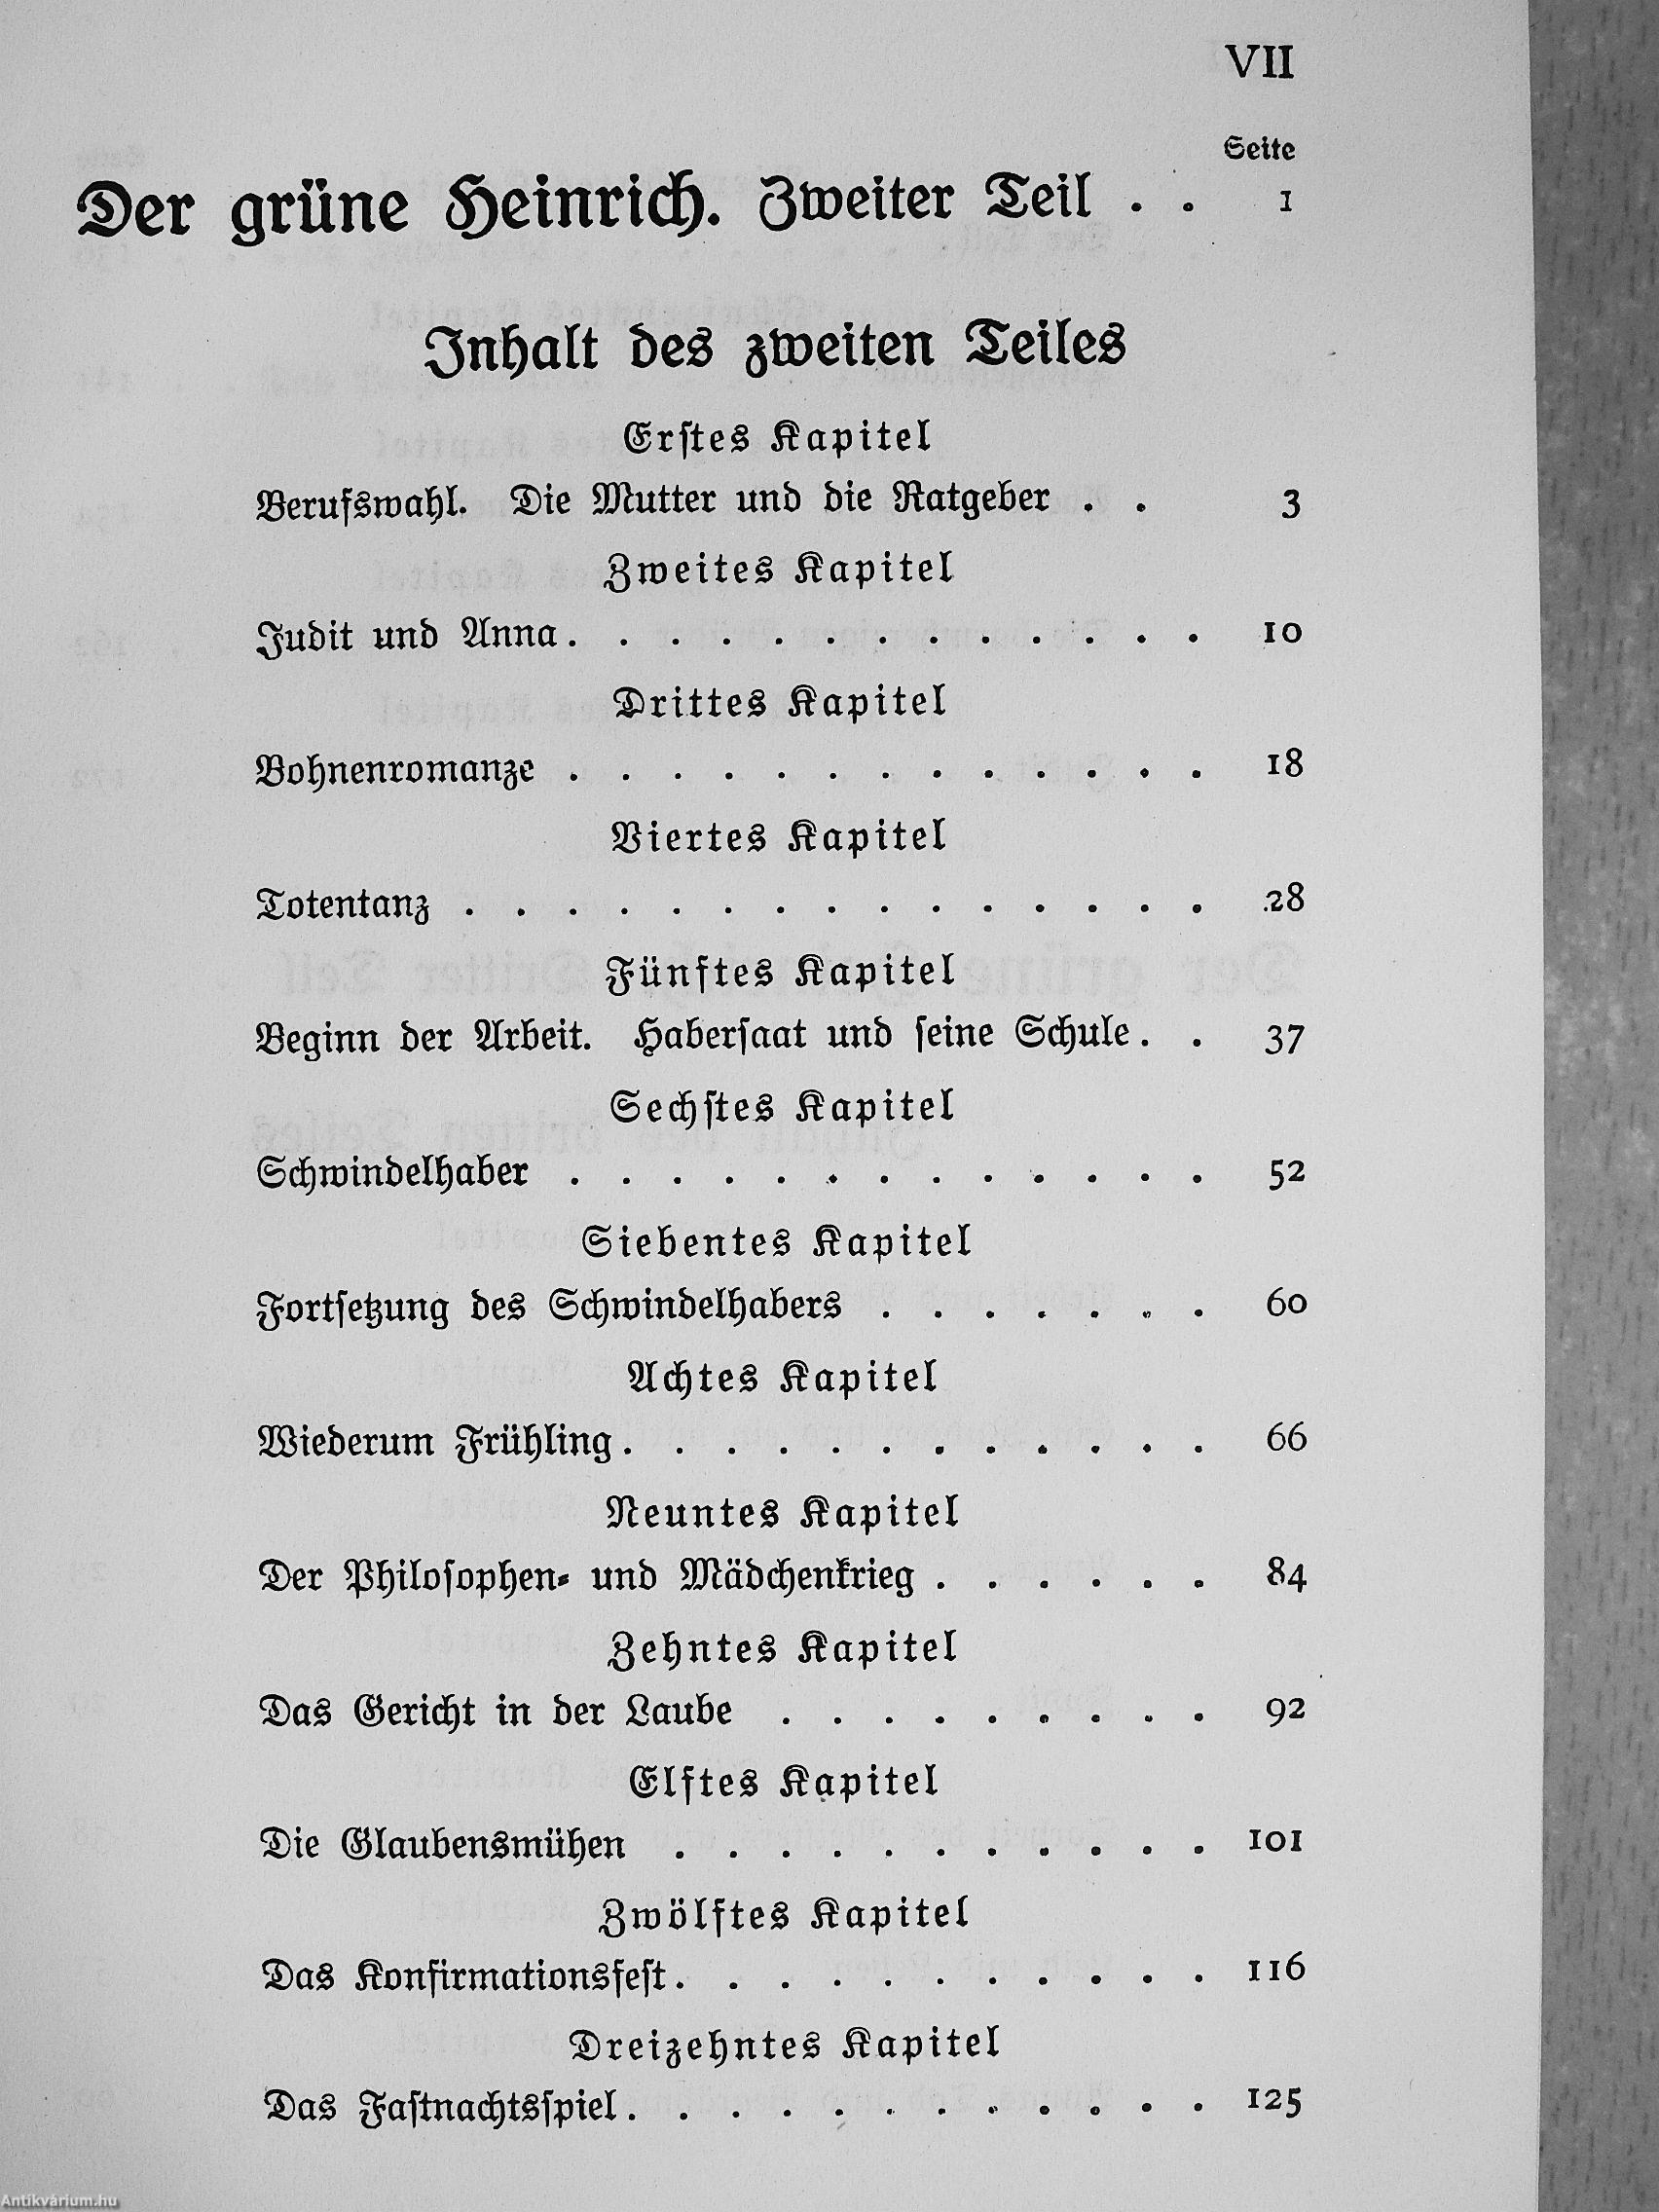 VII
Seite
Der grüne Heinrich. Zweiter Teil . . 1
Inhalt des zweiten Teiles
Erſtes Kapitel
Berufswahl. Die Mutter und die Ratgeber . . 3
Zweites Kapitel
Judit und Anna . . . . . . . . . . . . . 10
Drittes Kapitel
Bohnenromanze . . . . . . . . . . . . . 18
Viertes Kapitel
Totentanz . . . . . . . . . . . . . . . 28
Fünftes Kapitel
Beginn der Arbeit. Haberſaat und ſeine Schule . . 37
Sechſtes Kapitel
Schwindelhaber . . . . . . . . . . . . . 52
Siebentes Kapitel
Fortſetzung des Schwindelhabers . . . . . . . 60
Achtes Kapitel
Wiederum Frühling . . . . . . . . . . . . 66
Neuntes Kapitel
Der Philoſophen- und Mädchenkrieg . . . . . . 84
Zehntes Kapitel
Das Gericht in der Laube . . . . . . . . . 92
Elftes Kapitel
Die Glaubensmühen . . . . . . . . . . . 101
Zwölftes Kapitel
Das Konfirmationsfeſt . . . . . . . . . . . 116
Dreizehntes Kapitel
Das Faſtnachtsſpiel . . . . . . . . . . . . 125
Antikvárium.hu